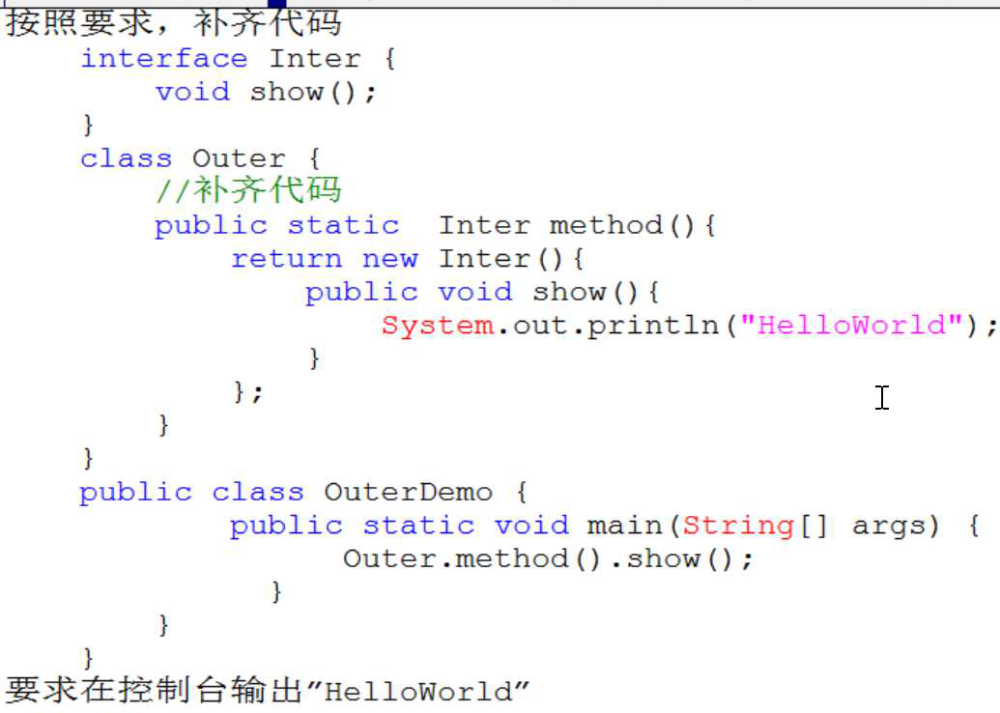 按照要求，补齐代码
interface Inter {
void show();
}
class Outer {
//补齐代码
public static  Inter method(){
return new Inter(){
public void show(){
System.out.println("HelloWorld");
}
};
}
}
public class OuterDemo {
public static void main(String[] args) {
Outer.method().show();
}
}
}
要求在控制台输出”HelloWorld”